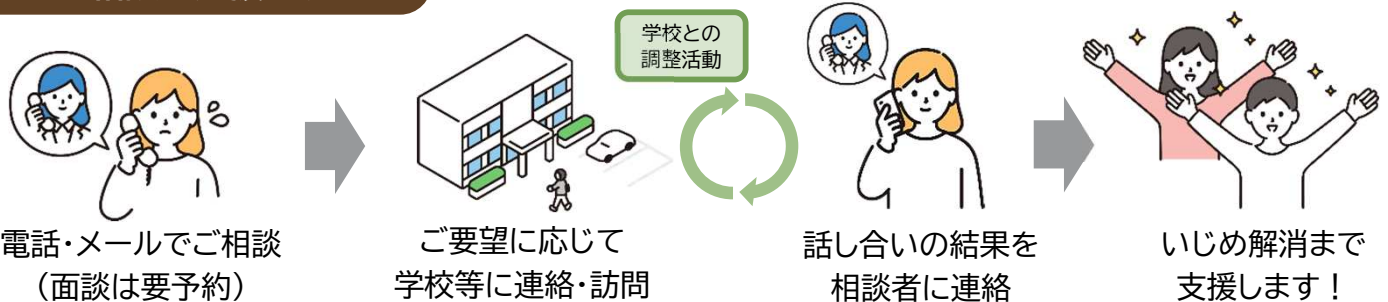 学校との
調整活動
電話・メールでご相談
（面談は要予約）
ご要望に応じて
学校等に連絡・訪問
話し合いの結果を
相談者に連絡
いじめ解消まで
支援します！